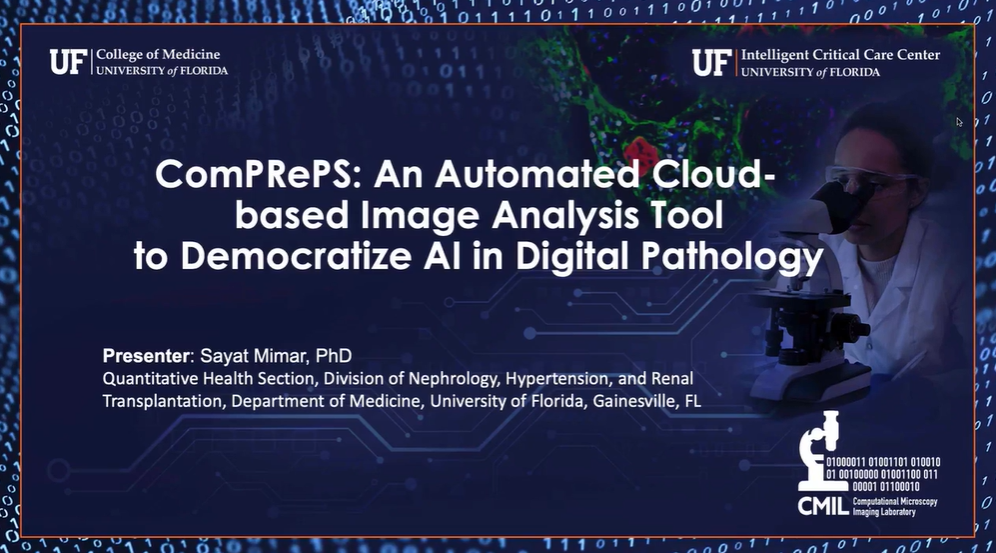 UF College of Medicine
UNIVERSITY of FLORIDA
UF Intelligent Critical Care Center
UNIVERSITY of FLORIDA
ComPRePS: An Automated Cloud-
based Image Analysis Tool
to Democratize AI in Digital Pathology
Presenter: Sayat Mimar, PhD
Quantitative Health Section, Division of Nephrology, Hypertension, and Renal
Transplantation, Department of Medicine, University of Florida, Gainesville, FL
01000011 01001101 010010
01 00100000 01001100 011
00001 01100010
CMIL Computational Microscopy
Imaging Laboratory